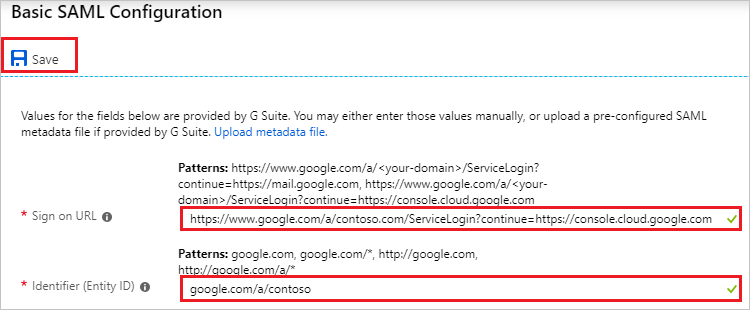 Basic SAML Configuration
Save
Values for the fields below are provided by G Suite. You may either enter those values manually, or upload a pre-configured SAML
metadata file if provided by G Suite. Upload metadata file.
Patterns: https://www.google.com/a/<your-domain>/ServiceLogin?
continue=https://mail.google.com, https://www.google.com/a/<your-
domain>/ServiceLogin?continue=https://console.cloud.google.com
* Sign on URL
https://www.google.com/a/contoso.com/ServiceLogin?continue=https://console.cloud.google.com
Patterns: google.com, google.com/*, http://google.com,
http://google.com/a/*
* Identifier (Entity ID)
google.com/a/contoso